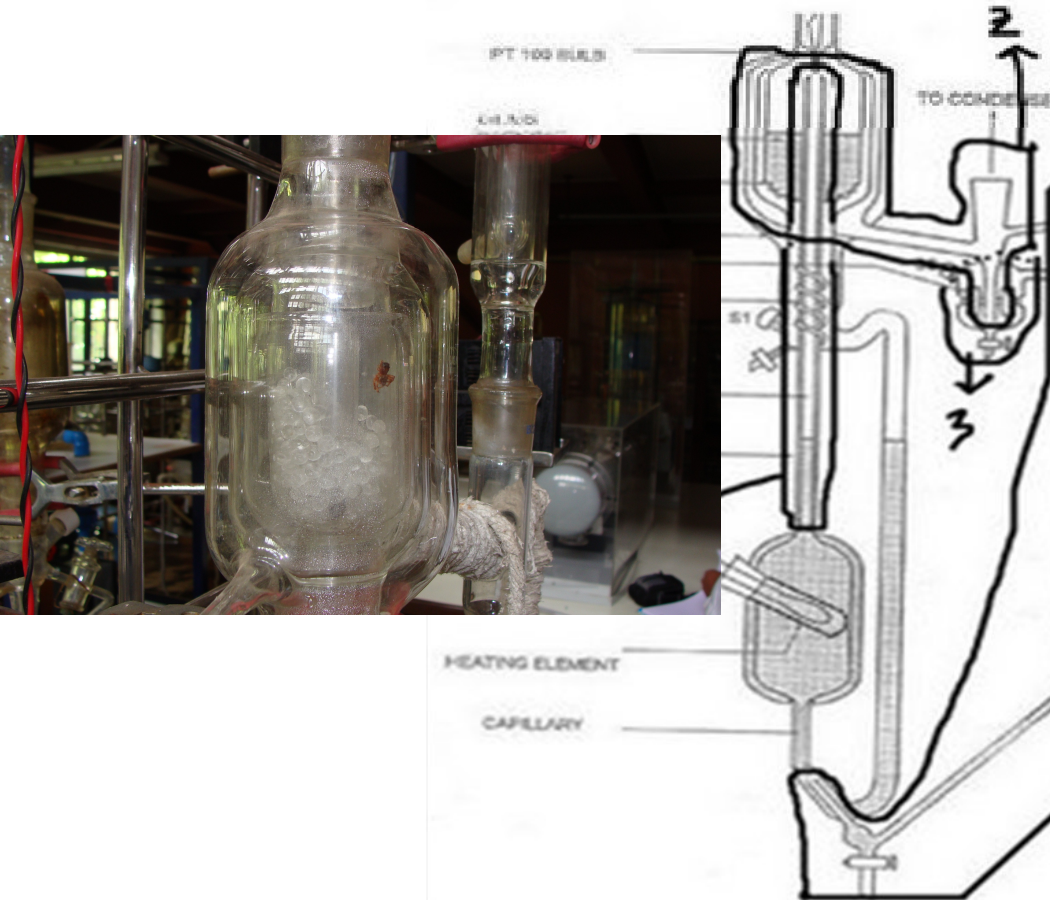 2
PT 100 BULB
TO CONDENSE
S1
3
HEATING ELEMENT
CAPILLARY